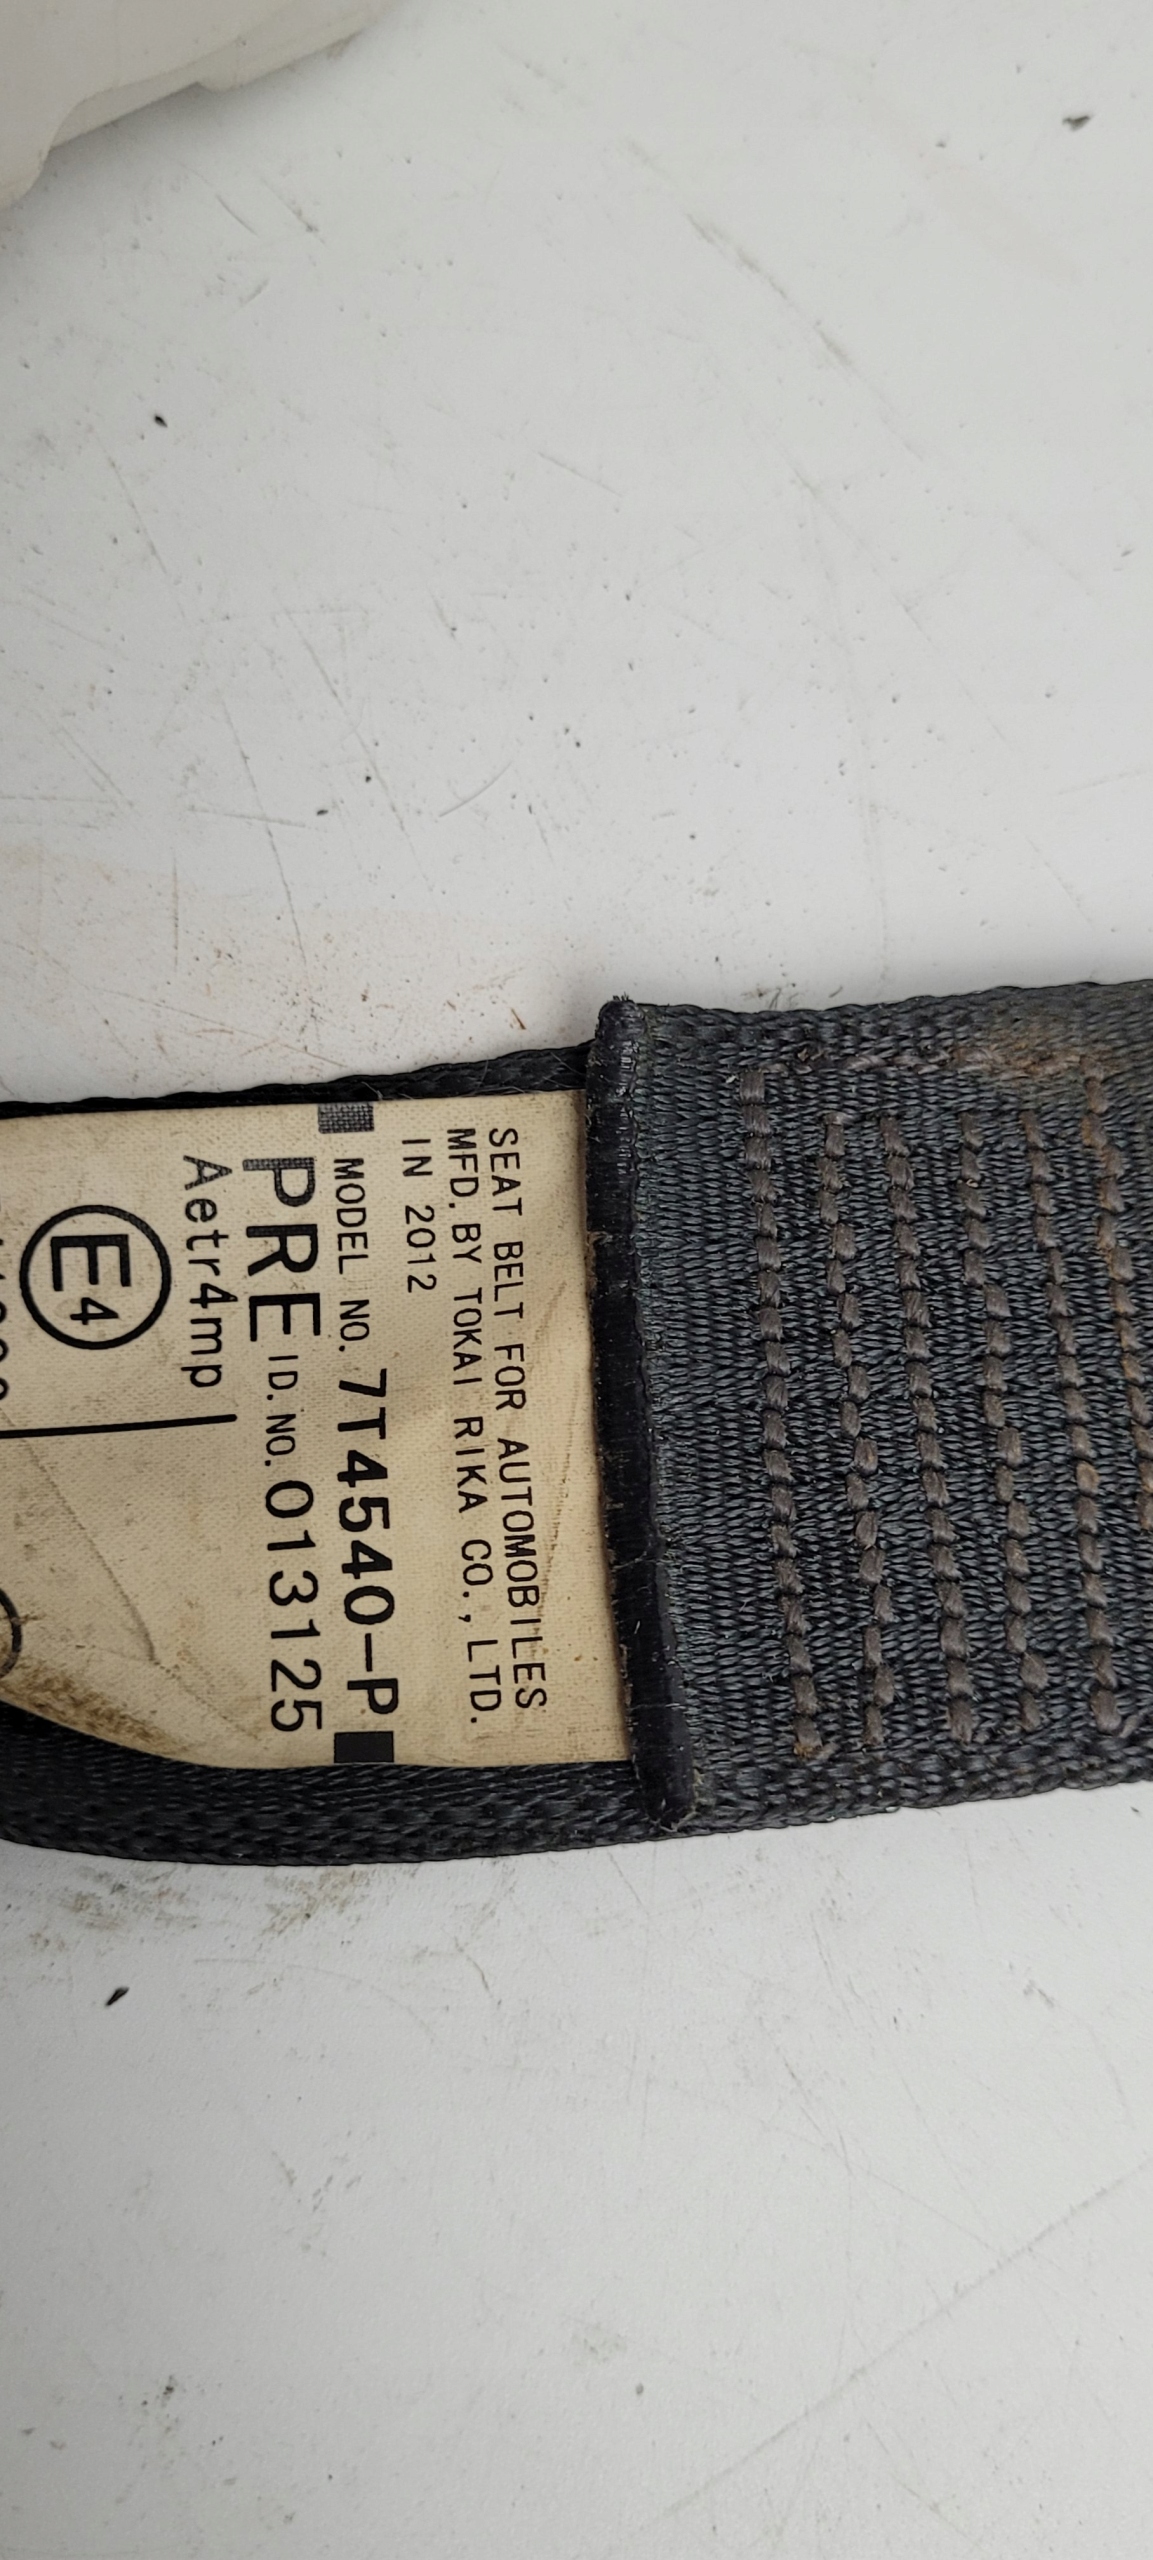 SEAT BELT FOR AUTOMOBILES
MFD. BY TOKAI RIKA CO., LTD.
IN 2012
MODEL NO. 7T4540-P
PRE ID. NO. 013125
Aetr4mp
E4